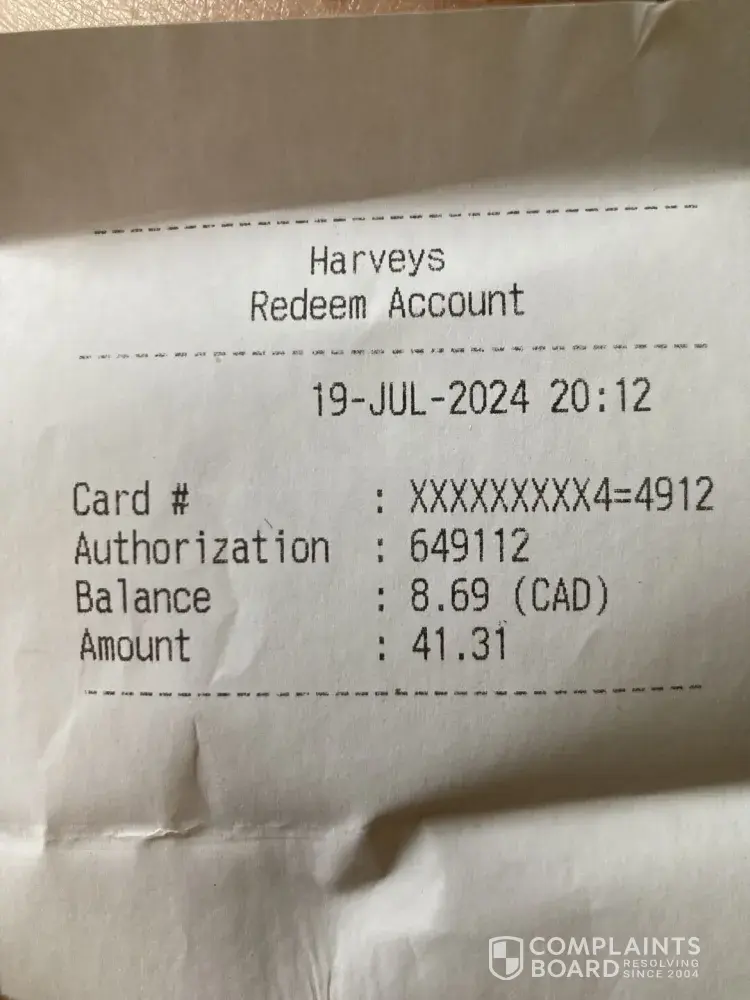 Harveys
Redeem Account
19-JUL-2024 20:12
Card # : XXXXXXXXX4=4912
Authorization : 649112
Balance : 8.69 (CAD)
Amount : 41.31
COMPLAINTS
BOARD RESOLVING
SINCE 2004